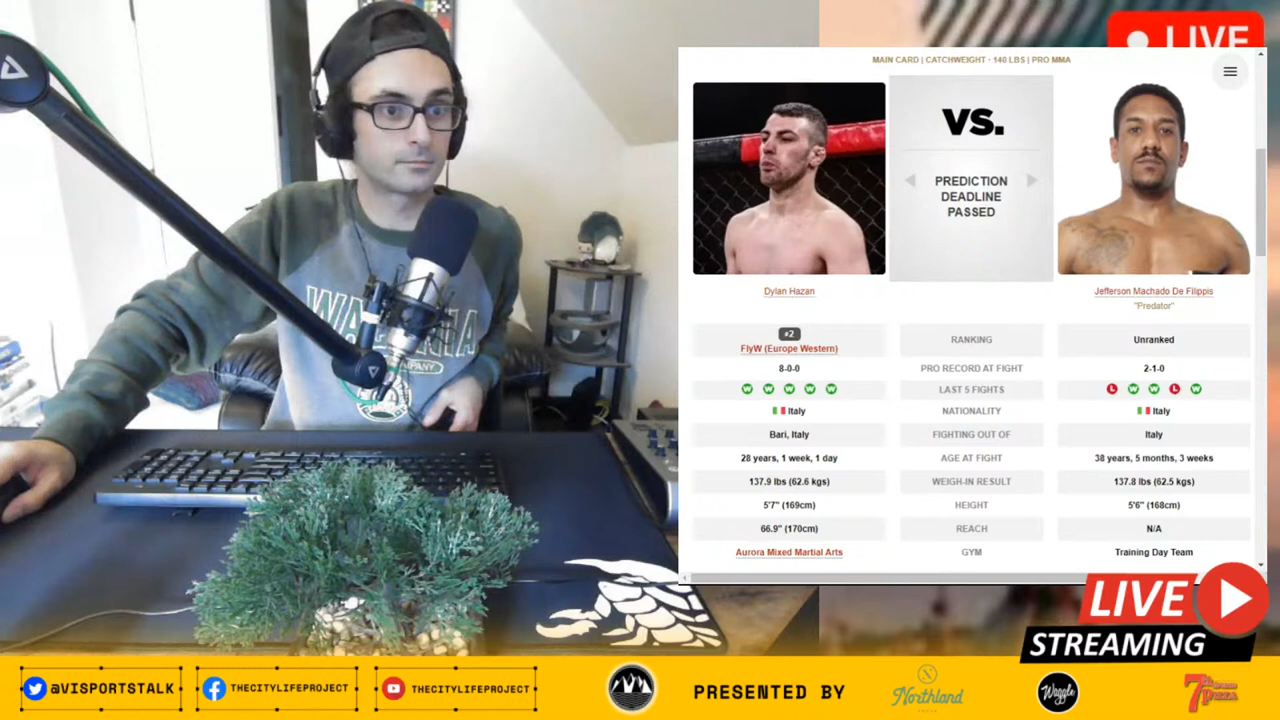 LIVE
MAIN CARD | CATCHWEIGHT · 140 LBS | PRO MMA
VS.
PREDICTION
DEADLINE
PASSED
Dylan Hazan
Jefferson Machado De Filippis
"Predator"
#2
FlyW (Europe Western)
RANKING
Unranked
8-0-0
PRO RECORD AT FIGHT
2-1-0
W W W W W
LAST 5 FIGHTS
L W W L W
Italy
NATIONALITY
Italy
Bari, Italy
FIGHTING OUT OF
Italy
28 years, 1 week, 1 day
AGE AT FIGHT
38 years, 5 months, 3 weeks
137.9 lbs (62.6 kgs)
WEIGH-IN RESULT
137.8 lbs (62.5 kgs)
5'7" (169cm)
HEIGHT
5'6" (168cm)
66.9" (170cm)
REACH
N/A
Aurora Mixed Martial Arts
GYM
Training Day Team
COMPANY
LIVE
STREAMING
@VISPORTSTALK
THECITYLIFEPROJECT
THECITYLIFEPROJECT
PRESENTED BY
Northland
Waggle